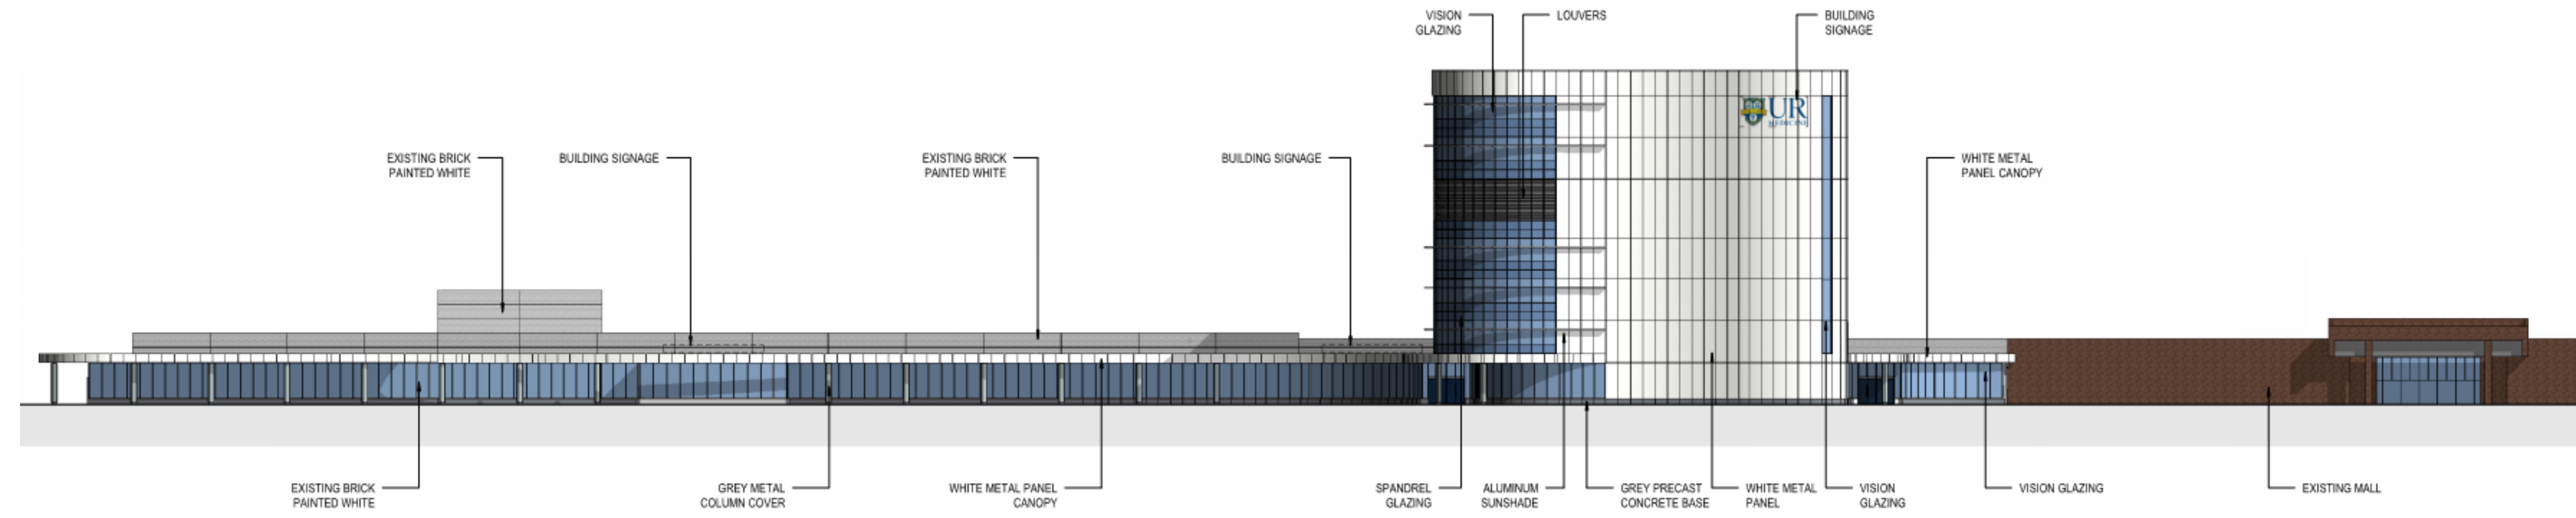 VISION
GLAZING
LOUVERS
BUILDING
SIGNAGE
UR
MEDICINE
EXISTING BRICK
PAINTED WHITE
BUILDING SIGNAGE
EXISTING BRICK
PAINTED WHITE
BUILDING SIGNAGE
WHITE METAL
PANEL CANOPY
EXISTING BRICK
PAINTED WHITE
GREY METAL
COLUMN COVER
WHITE METAL PANEL
CANOPY
SPANDREL
GLAZING
ALUMINUM
SUNSHADE
GREY PRECAST
CONCRETE BASE
WHITE METAL
PANEL
VISION
GLAZING
VISION GLAZING
EXISTING MALL